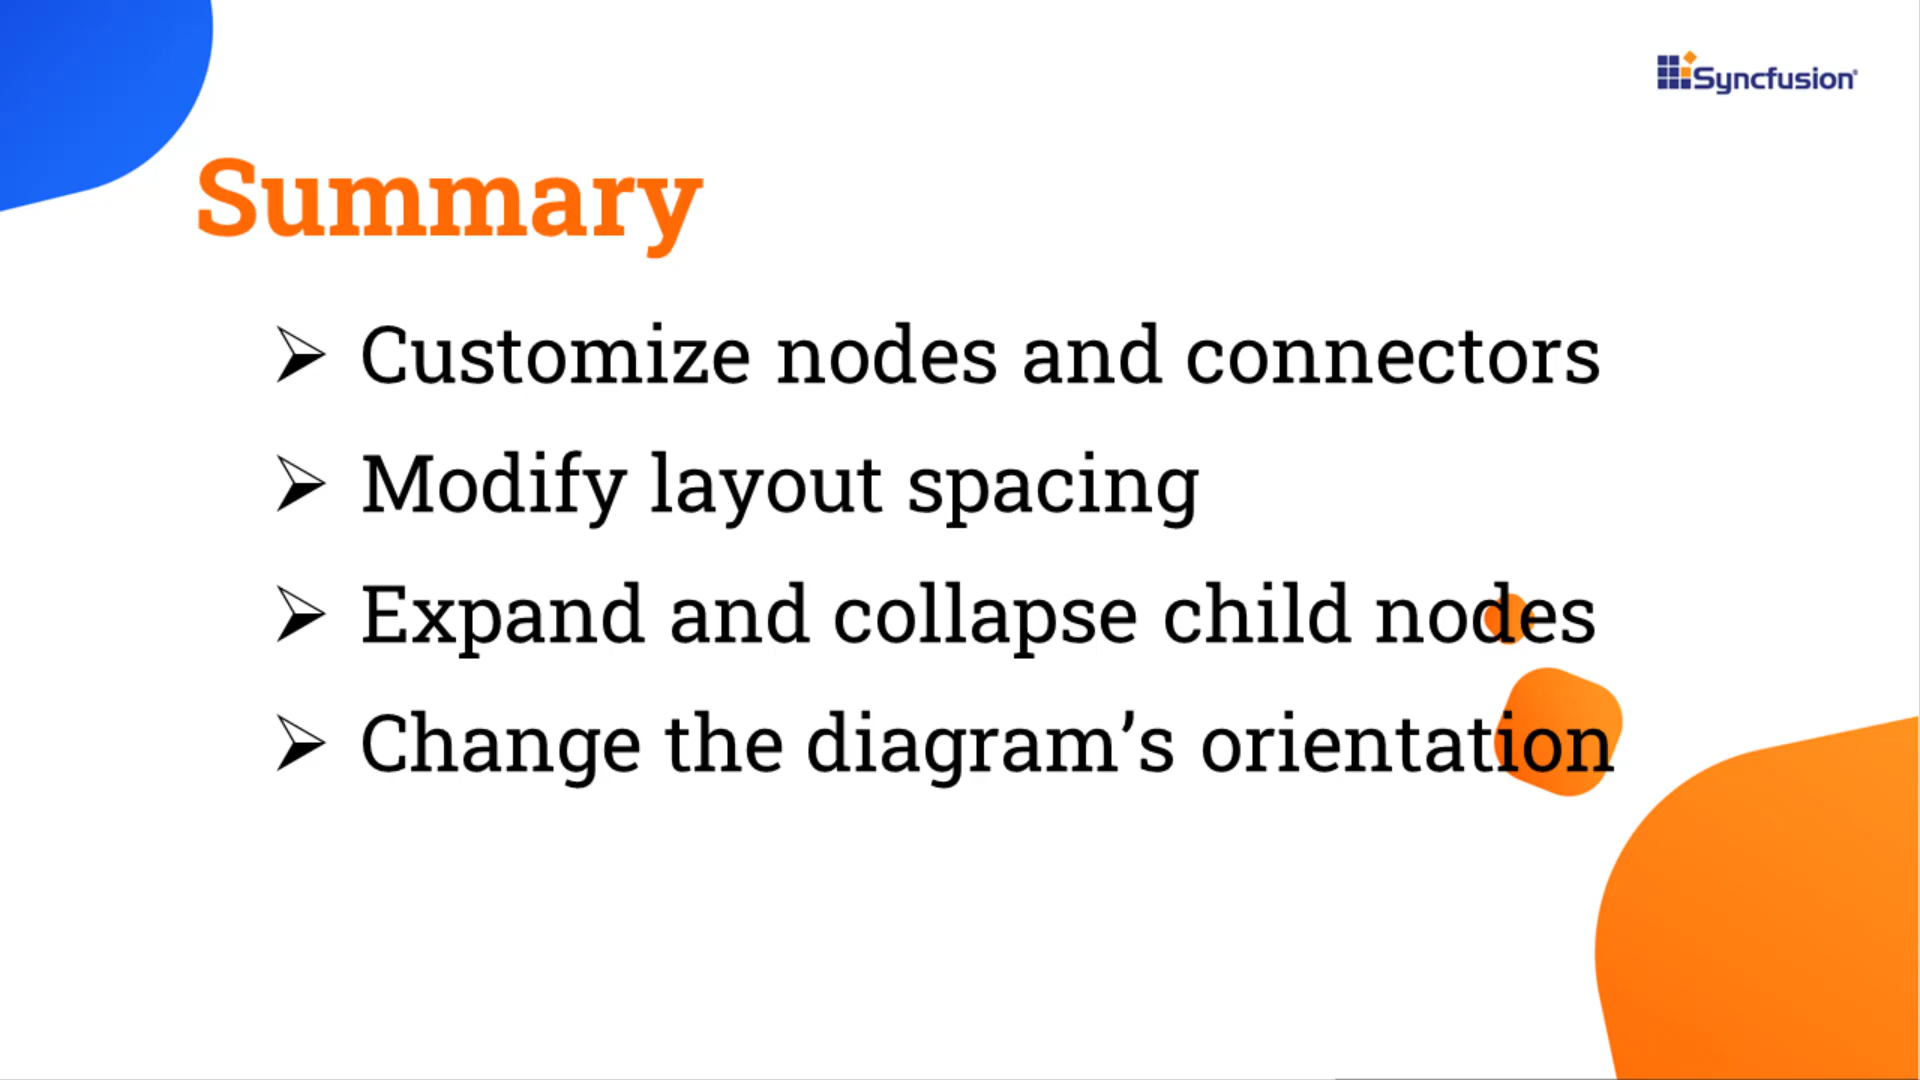 Syncfusion®
Summary
➢ Customize nodes and connectors
➢ Modify layout spacing
➢ Expand and collapse child nodes
➢ Change the diagram’s orientation